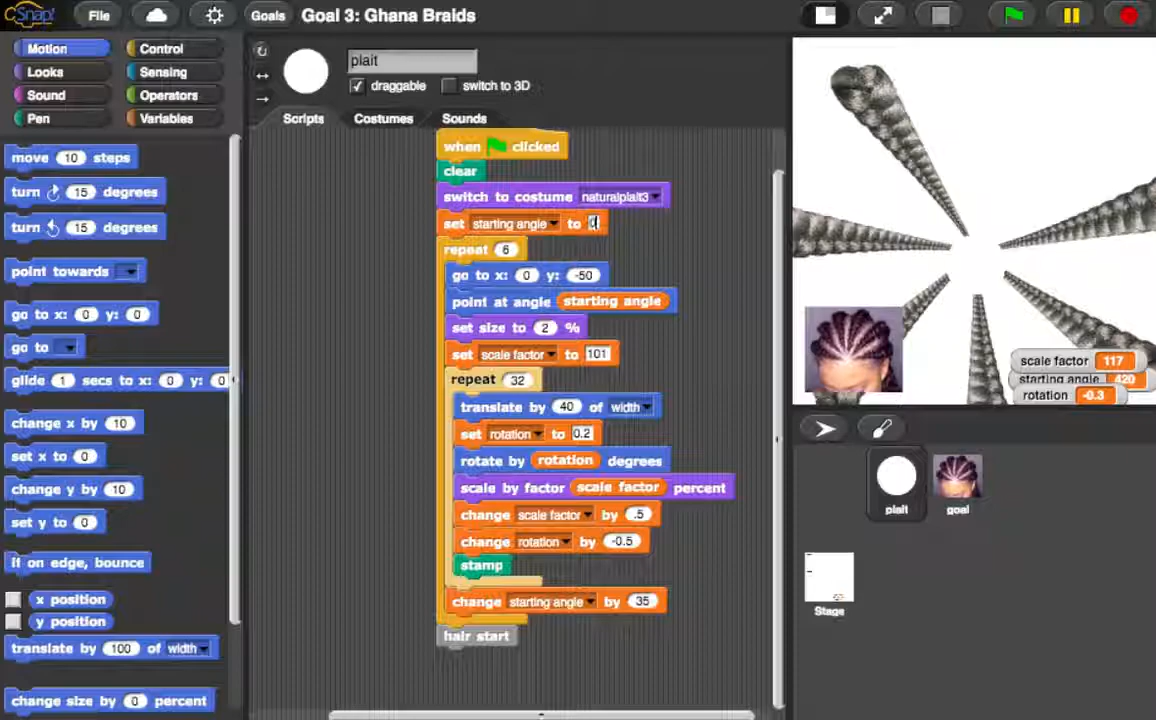 CSnap! File Goals Goal 3: Ghana Braids
Motion Control
Looks Sensing
Sound Operators
Pen Variables
move 10 steps
turn 15 degrees
turn 15 degrees
point towards
go to x: 0 y: 0
go to
glide 1 secs to x: 0 y: 0
change x by 10
set x to 0
change y by 10
set y to 0
if on edge, bounce
x position
y position
translate by 100 of width
change size by 0 percent
plait
draggable switch to 3D
Scripts Costumes Sounds
when clicked
clear
switch to costume naturalplait3
set starting angle to
repeat 6
go to x: 0 y: -50
point at angle starting angle
set size to 2 %
set scale factor to 101
repeat 32
translate by 40 of width
set rotation to 0.2
rotate by rotation degrees
scale by factor scale factor percent
change scale factor by .5
change rotation by -0.5
stamp
change starting angle by 35
hair start
scale factor 117
starting angle 420
rotation -0.3
plait goal
Stage